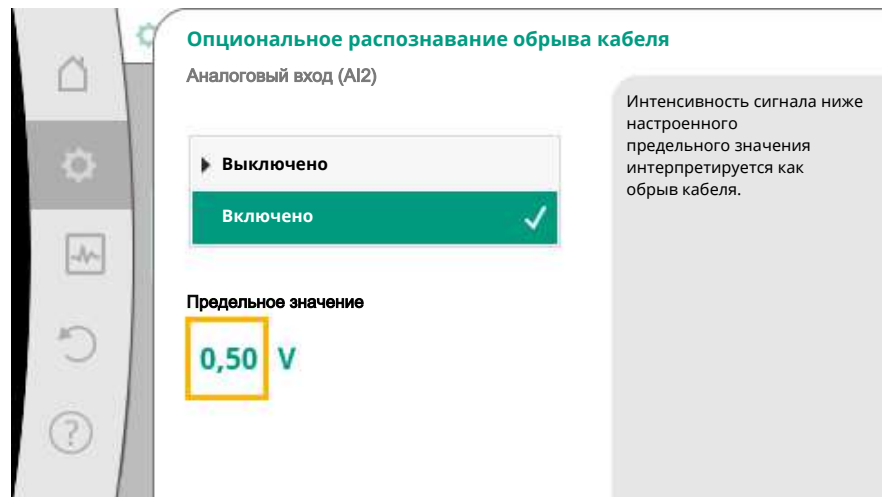 Опциональное распознавание обрыва кабеля
Аналоговый вход (AI2)
Интенсивность сигнала ниже
настроенного
предельного значения
интерпретируется как
обрыв кабеля.
Выключено
Включено
Предельное значение
0,50 V
?